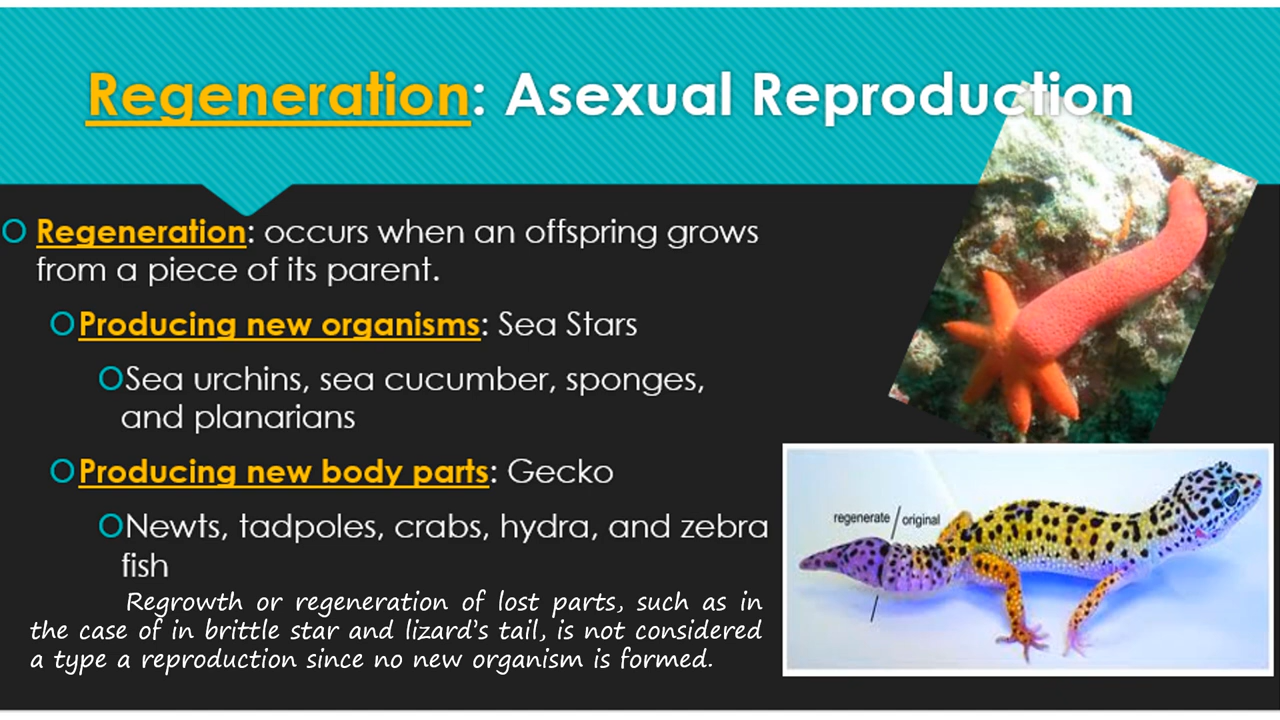 Regeneration: Asexual Reproduction
Regeneration: occurs when an offspring grows
from a piece of its parent.
Producing new organisms: Sea Stars
Sea urchins, sea cucumber, sponges,
and planarians
Producing new body parts: Gecko
Newts, tadpoles, crabs, hydra, and zebra
fish
Regrowth or regeneration of lost parts, such as in
the case of in brittle star and lizard's tail, is not considered
a type a reproduction since no new organism is formed.
regenerate / original